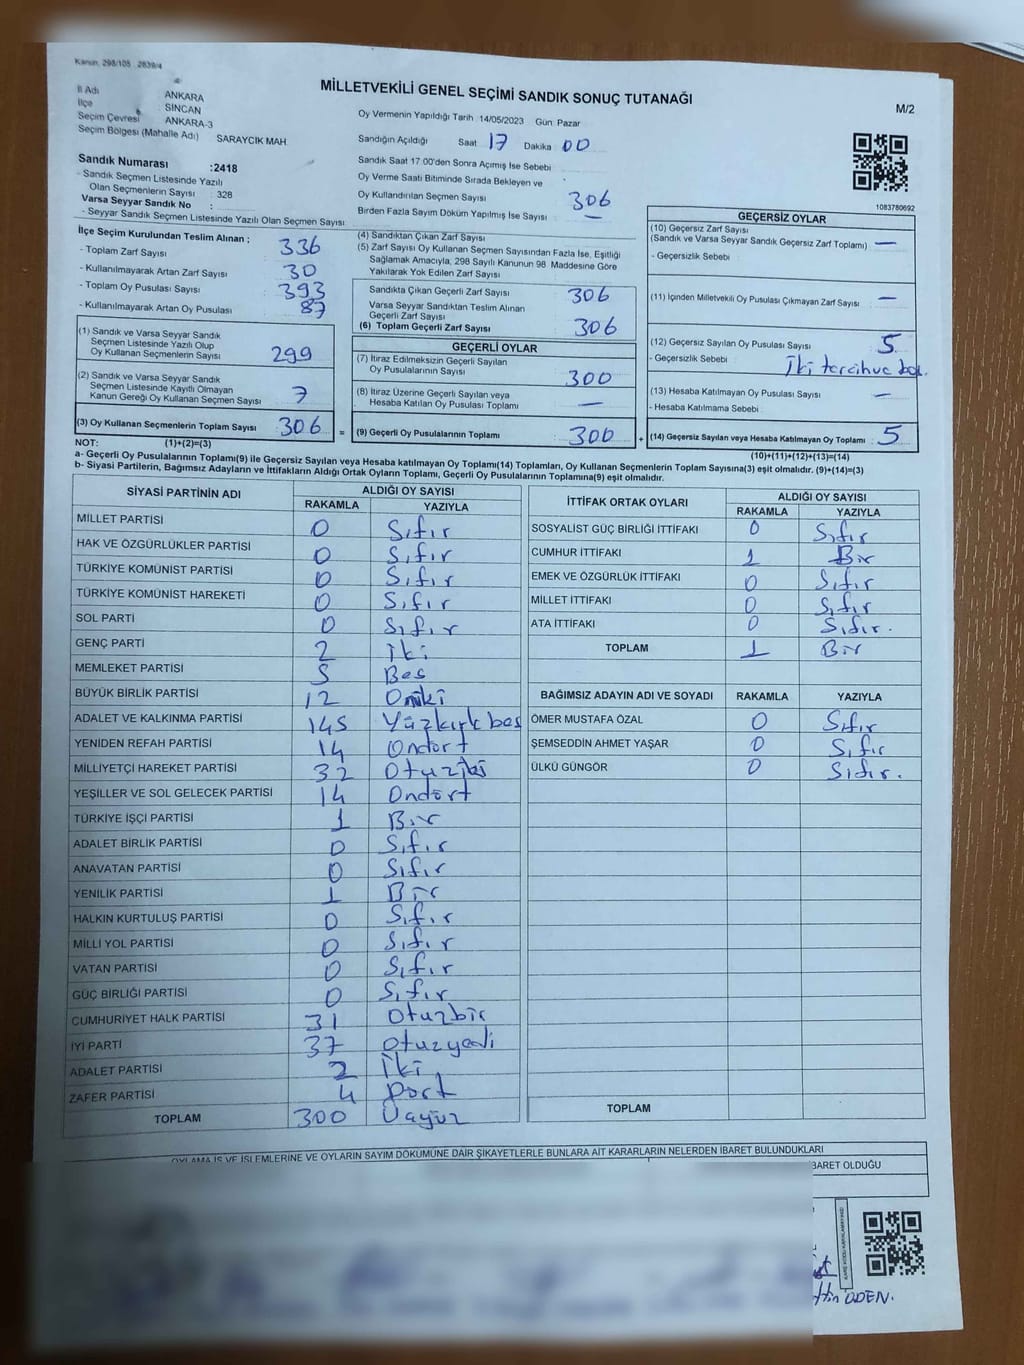 Kanun: 298/105 2839/4
MİLLETVEKİLİ GENEL SEÇİMİ SANDIK SONUÇ TUTANAĞI
M/2
İl Adı ANKARA
İlçe SİNCAN
Seçim Çevresi ANKARA-3
Seçim Bölgesi (Mahalle Adı) SARAYCIK MAH.
Sandık Numarası :2418
- Sandık Seçmen Listesinde Yazılı
Olan Seçmenlerin Sayısı : 328
Varsa Seyyar Sandık No :
- Seyyar Sandık Seçmen Listesinde Yazılı Olan Seçmen Sayısı :
Oy Vermenin Yapıldığı Tarih : 14/05/2023 Gün: Pazar
Sandığın Açıldığı Saat 17 Dakika 00
Sandık Saat 17.00'den Sonra Açımış İse Sebebi
Oy Verme Saati Bitiminde Sırada Bekleyen ve
Oy Kullandırılan Seçmen Sayısı 306
Birden Fazla Sayım Döküm Yapılmış İse Sayısı —
1083780692
İlçe Seçim Kurulundan Teslim Alınan ;
- Toplam Zarf Sayısı 336
- Kullanılmayarak Artan Zarf Sayısı 30
- Toplam Oy Pusulası Sayısı 393
- Kullanılmayarak Artan Oy Pusulası 87
(1) Sandık ve Varsa Seyyar Sandık
Seçmen Listesinde Yazılı Olup
Oy Kullanan Seçmenlerin Sayısı 299
(2) Sandık ve Varsa Seyyar Sandık
Seçmen Listesinde Kayıtlı Olmayan
Kanun Gereği Oy Kullanan Seçmen Sayısı 7
(3) Oy Kullanan Seçmenlerin Toplam Sayısı 306 =
(4) Sandıktan Çıkan Zarf Sayısı
(5) Zarf Sayısı Oy Kullanan Seçmen Sayısından Fazla İse, Eşitliği
Sağlamak Amacıyla, 298 Sayılı Kanunun 98. Maddesine Göre
Yakılarak Yok Edilen Zarf Sayısı
Sandıkta Çıkan Geçerli Zarf Sayısı 306
Varsa Seyyar Sandıktan Teslim Alınan
Geçerli Zarf Sayısı
(6) Toplam Geçerli Zarf Sayısı 306
GEÇERLİ OYLAR
(7) İtiraz Edilmeksizin Geçerli Sayılan
Oy Pusulalarının Sayısı 300
(8) İtiraz Üzerine Geçerli Sayılan veya
Hesaba Katılan Oy Pusulası Toplamı —
(9) Geçerli Oy Pusulalarının Toplamı 300 +
GEÇERSİZ OYLAR
(10) Geçersiz Zarf Sayısı
(Sandık ve Varsa Seyyar Sandık Geçersiz Zarf Toplamı) —
- Geçersizlik Sebebi
(11) İçinden Milletvekili Oy Pusulası Çıkmayan Zarf Sayısı —
(12) Geçersiz Sayılan Oy Pusulası Sayısı 5
- Geçersizlik Sebebi İki tercihve
(13) Hesaba Katılmayan Oy Pusulası Sayısı —
- Hesaba Katılmama Sebebi
(14) Geçersiz Sayılan veya Hesaba Katılmayan Oy Toplamı 5
NOT: (1)+(2)=(3)
(10)+(11)+(12)+(13)=(14)
a- Geçerli Oy Pusulalarının Toplamı(9) ile Geçersiz Sayılan veya Hesaba Katılmayan Oy Toplamı(14) Toplamları, Oy Kullanan Seçmenlerin Toplam Sayısına(3) eşit olmalıdır. (9)+(14)=(3)
b- Siyasi Partilerin, Bağımsız Adayların ve İttifakların Aldığı Ortak Oyların Toplamı, Geçerli Oy Pusulalarının Toplamına(9) eşit olmalıdır.
SİYASİ PARTİNİN ADI ALDIĞI OY SAYISI
RAKAMLA YAZIYLA
MİLLET PARTİSİ 0 Sıfır
HAK VE ÖZGÜRLÜKLER PARTİSİ 0 Sıfır
TÜRKİYE KOMÜNİST PARTİSİ 0 Sıfır
TÜRKİYE KOMÜNİST HAREKETİ 0 Sıfır
SOL PARTİ 0 Sıfır
GENÇ PARTİ 2 İki
MEMLEKET PARTİSİ 5 Beş
BÜYÜK BİRLİK PARTİSİ 12 Oniki
ADALET VE KALKINMA PARTİSİ 145 Yüzkırkbeş
YENİDEN REFAH PARTİSİ 14 Ondört
MİLLİYETÇİ HAREKET PARTİSİ 32 Otuziki
YEŞİLLER VE SOL GELECEK PARTİSİ 14 Ondört
TÜRKİYE İŞÇİ PARTİSİ 1 Bir
ADALET BİRLİK PARTİSİ 0 Sıfır
ANAVATAN PARTİSİ 0 Sıfır
YENİLİK PARTİSİ 1 Bir
HALKIN KURTULUŞ PARTİSİ 0 Sıfır
MİLLİ YOL PARTİSİ 0 Sıfır
VATAN PARTİSİ 0 Sıfır
GÜÇ BİRLİĞİ PARTİSİ 0 Sıfır
CUMHURİYET HALK PARTİSİ 31 Otuzbir
İYİ PARTİ 37 Otuzyedi
ADALET PARTİSİ 2 İki
ZAFER PARTİSİ 4 Dört
TOPLAM 300 Üçyüz
İTTİFAK ORTAK OYLARI ALDIĞI OY SAYISI
RAKAMLA YAZIYLA
SOSYALİST GÜÇ BİRLİĞİ İTTİFAKI 0 Sıfır
CUMHUR İTTİFAKI 1 Bir
EMEK VE ÖZGÜRLÜK İTTİFAKI 0 Sıfır
MİLLET İTTİFAKI 0 Sıfır
ATA İTTİFAKI 0 Sıfır.
TOPLAM 1 Bir
BAĞIMSIZ ADAYIN ADI VE SOYADI RAKAMLA YAZIYLA
ÖMER MUSTAFA ÖZAL 0 Sıfır
ŞEMSEDDİN AHMET YAŞAR 0 Sıfır
ÜLKÜ GÜNGÖR 0 Sıfır.
TOPLAM
OYLAMA İŞ VE İŞLEMLERİNE VE OYLARIN SAYIM DÖKÜMÜNE DAİR ŞİKAYETLERLE BUNLARA AİT KARARLARIN NELERDEN İBARET BULUNDUKLARI
BARET OLDUĞU
ÖDEN.